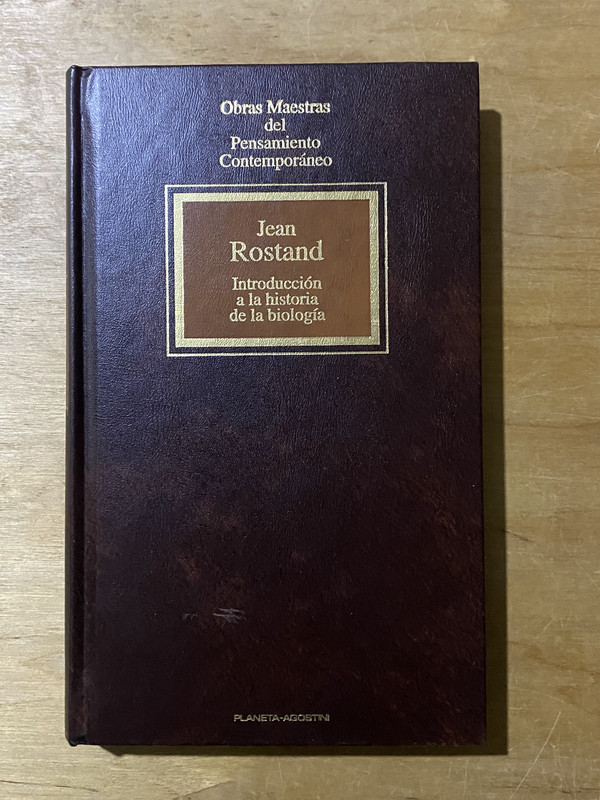 Obras Maestras
del
Pensamiento
Contemporáneo
Jean
Rostand
Introducción
a la historia
de la biología
PLANETA-AGOSTINI